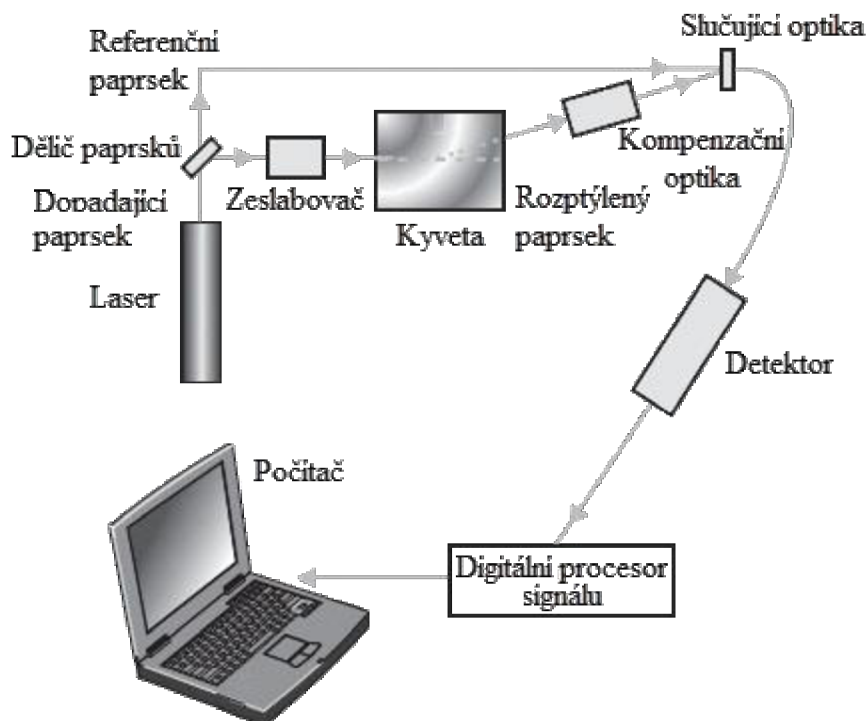 Slučující optika
Referenční
paprsek
Dělič paprsků
Kompenzační
optika
Dopadající
paprsek
Zeslabovač
Kyveta
Rozptýlený
paprsek
Laser
Detektor
Počítač
Digitální procesor
signálu